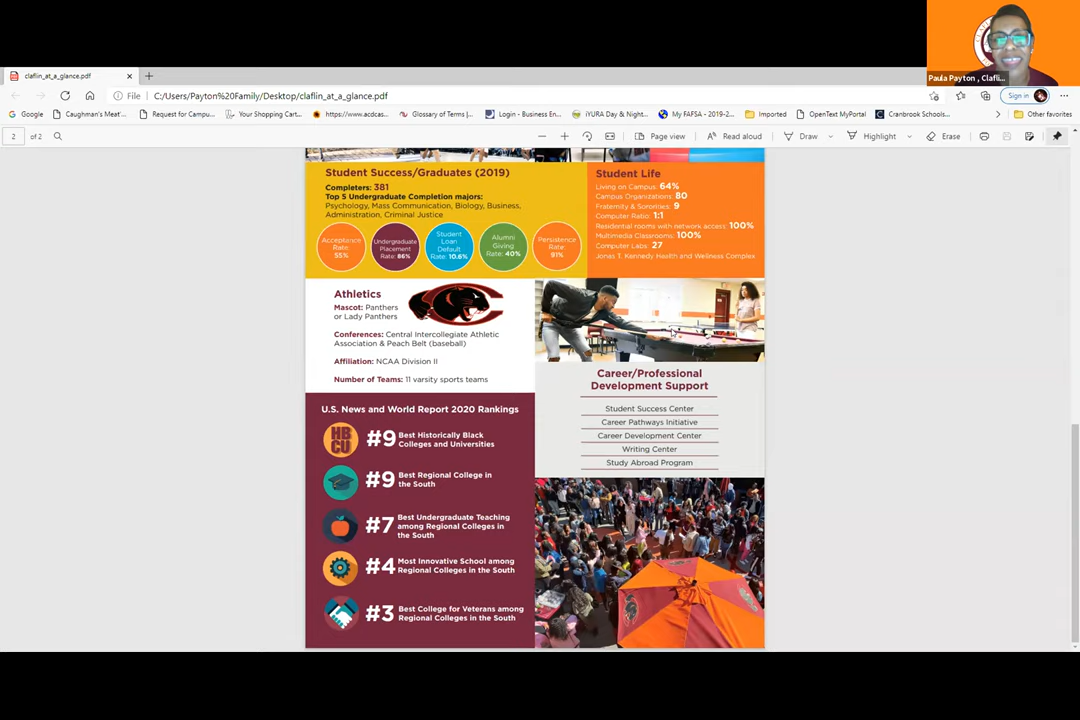 Paula Payton , Clafli...
claflin_at_a_glance.pdf
File C:/Users/Payton%20Family/Desktop/claflin_at_a_glance.pdf
Sign in
Google Caughman's Meat'... Request for Campu... Your Shopping Cart... https://www.acdcas... Glossary of Terms |... Login - Business En... iYURA Day & Night... My FAFSA - 2019-2... Imported OpenText MyPortal Cranbrook Schools... Other favorites
2 of 2 Page view Read aloud Draw Highlight Erase
Student Success/Graduates (2019)
Completers: 381
Top 5 Undergraduate Completion majors:
Psychology, Mass Communication, Biology, Business,
Administration, Criminal Justice
Acceptance
Rate:
55%
Undergraduate
Placement
Rate: 86%
Student
Loan
Default
Rate: 10.6%
Alumni
Giving
Rate: 40%
Persistence
Rate:
91%
Student Life
Living on Campus: 64%
Campus Organizations: 80
Fraternity & Sororities: 9
Computer Ratio: 1:1
Residential rooms with network access: 100%
Multimedia Classrooms: 100%
Computer Labs: 27
Jonas T. Kennedy Health and Wellness Complex
Athletics
Mascot: Panthers
or Lady Panthers
Conferences: Central Intercollegiate Athletic
Association & Peach Belt (baseball)
Affiliation: NCAA Division II
Number of Teams: 11 varsity sports teams
Career/Professional
Development Support
Student Success Center
Career Pathways Initiative
Career Development Center
Writing Center
Study Abroad Program
U.S. News and World Report 2020 Rankings
HB
CU
#9 Best Historically Black
Colleges and Universities
#9 Best Regional College in
the South
#7 Best Undergraduate Teaching
among Regional Colleges in
the South
#4 Most Innovative School among
Regional Colleges in the South
#3 Best College for Veterans among
Regional Colleges in the South